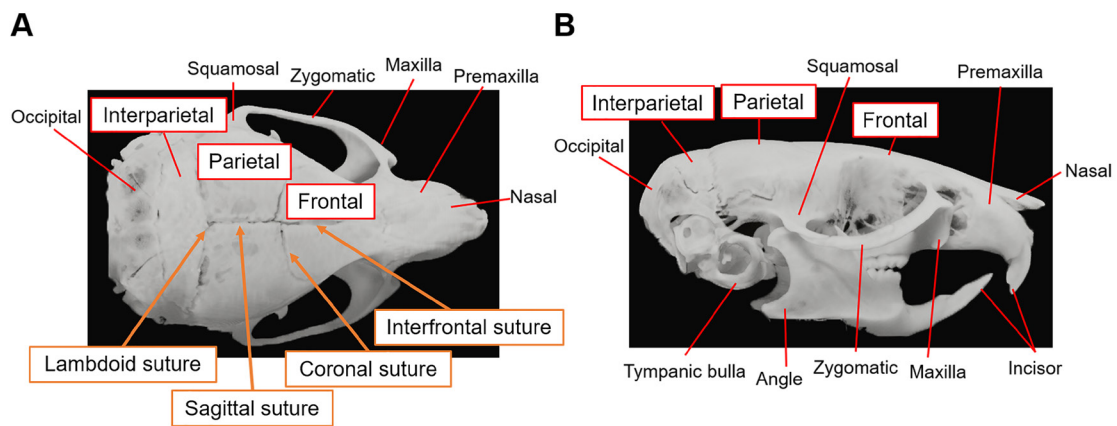 A
Squamosal
Zygomatic
Maxilla
Premaxilla
Occipital
Interparietal
Parietal
Frontal
Nasal
Interfrontal suture
Lambdoid suture
Coronal suture
Sagittal suture
B
Squamosal
Premaxilla
Interparietal
Parietal
Frontal
Occipital
Nasal
Tympanic bulla
Angle
Zygomatic
Maxilla
Incisor